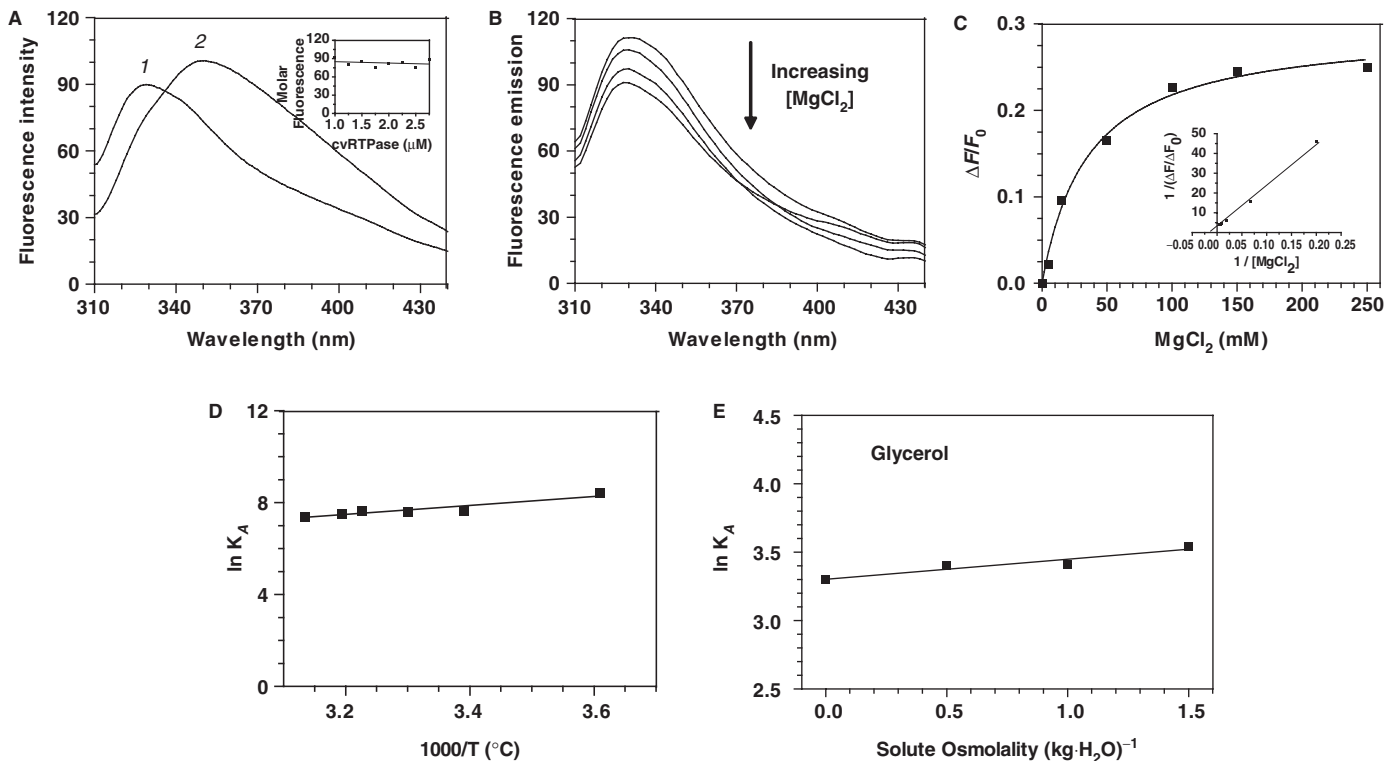 A
120
90
60
30
0
Fluorescence intensity
310 340 370 400 430
Wavelength (nm)
1
2
120
90
60
30
0
Molar
Fluorescence
1.0 1.5 2.0 2.5
cvRTPase (μM)
B
120
90
60
30
0
Fluorescence emission
310 340 370 400 430
Wavelength (nm)
Increasing
[MgCl2]
C
0.3
0.2
0.1
0.0
ΔF/F0
0 50 100 150 200 250
MgCl2 (mM)
50
40
30
20
10
1/(ΔF/ΔF0)
−0.05 0.00 0.05 0.10 0.15 0.20 0.25
1 / [MgCl2]
D
12
8
4
0
ln KA
3.2 3.4 3.6
1000/T (°C)
E
4.5
4.0
3.5
3.0
2.5
ln KA
Glycerol
0.0 0.5 1.0 1.5
Solute Osmolality (kg·H2O)−1